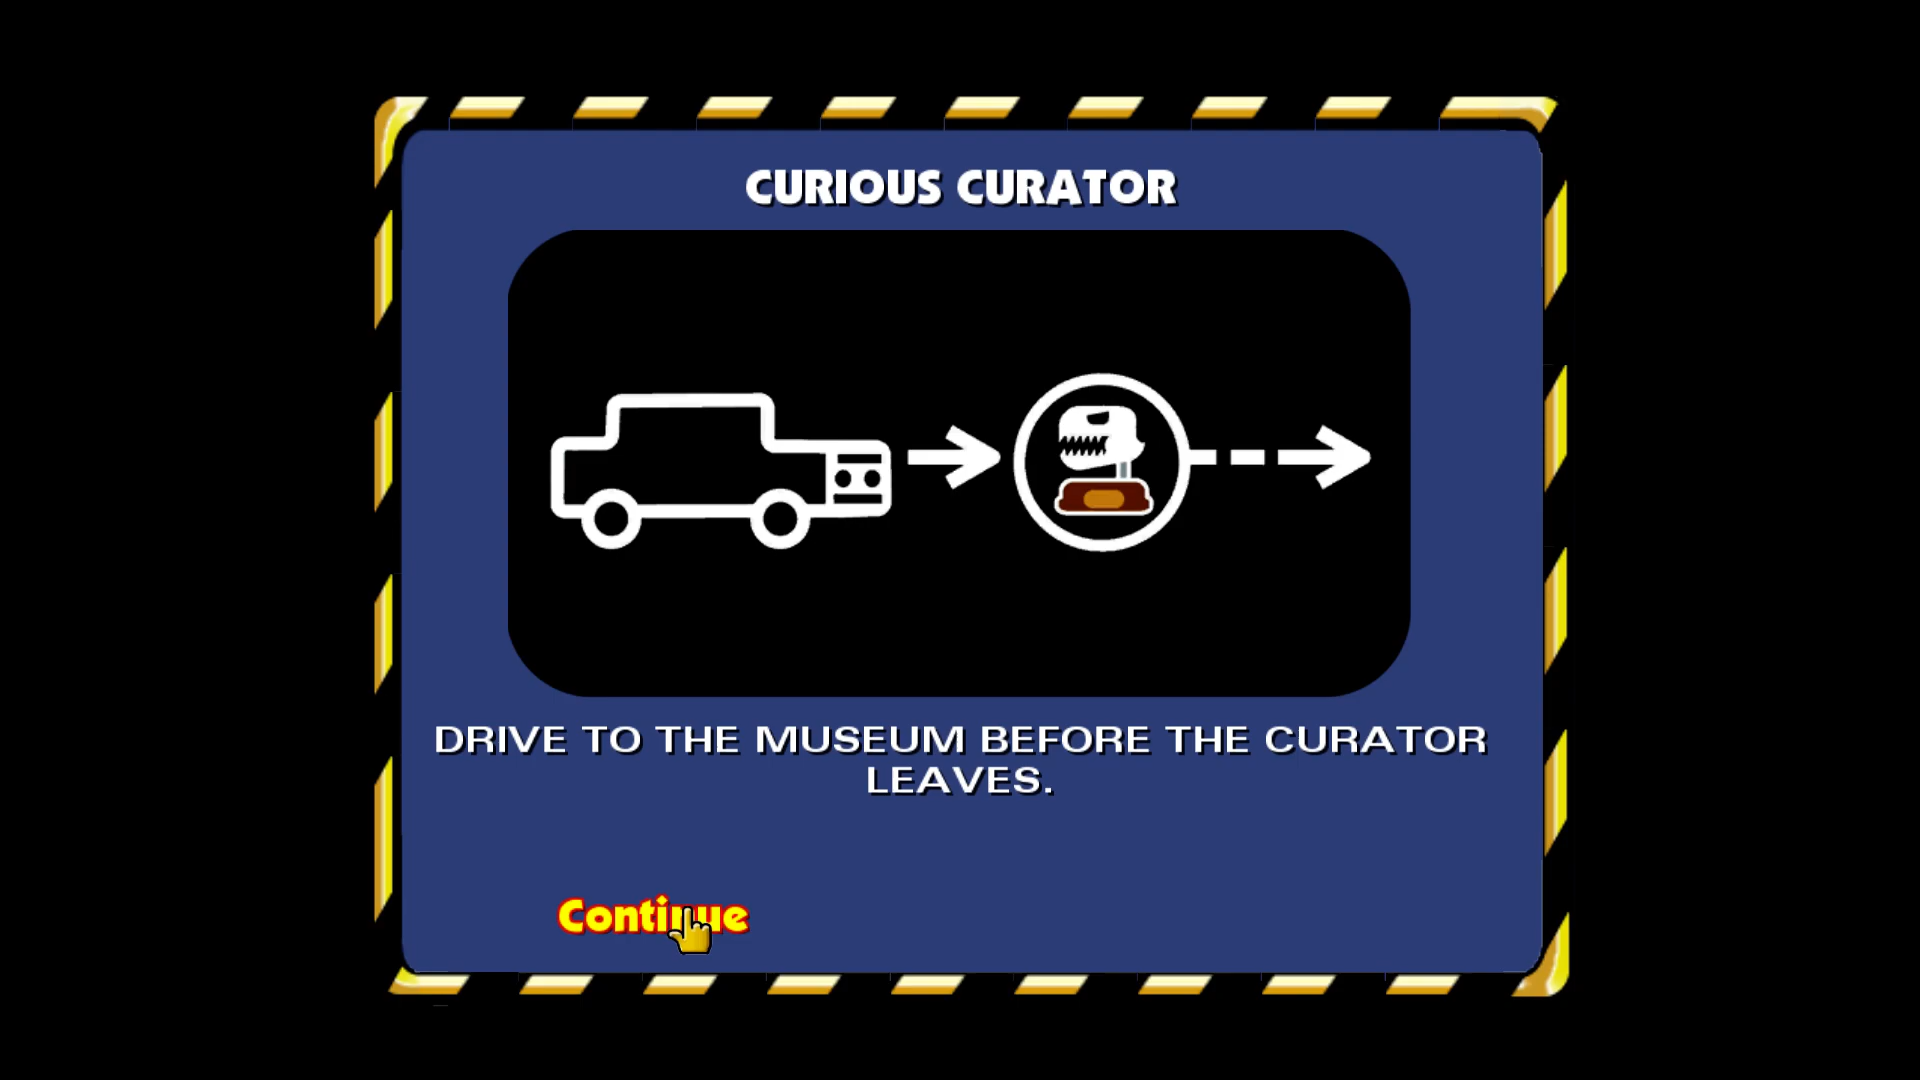 CURIOUS CURATOR
DRIVE TO THE MUSEUM BEFORE THE CURATOR
LEAVES.
Continue